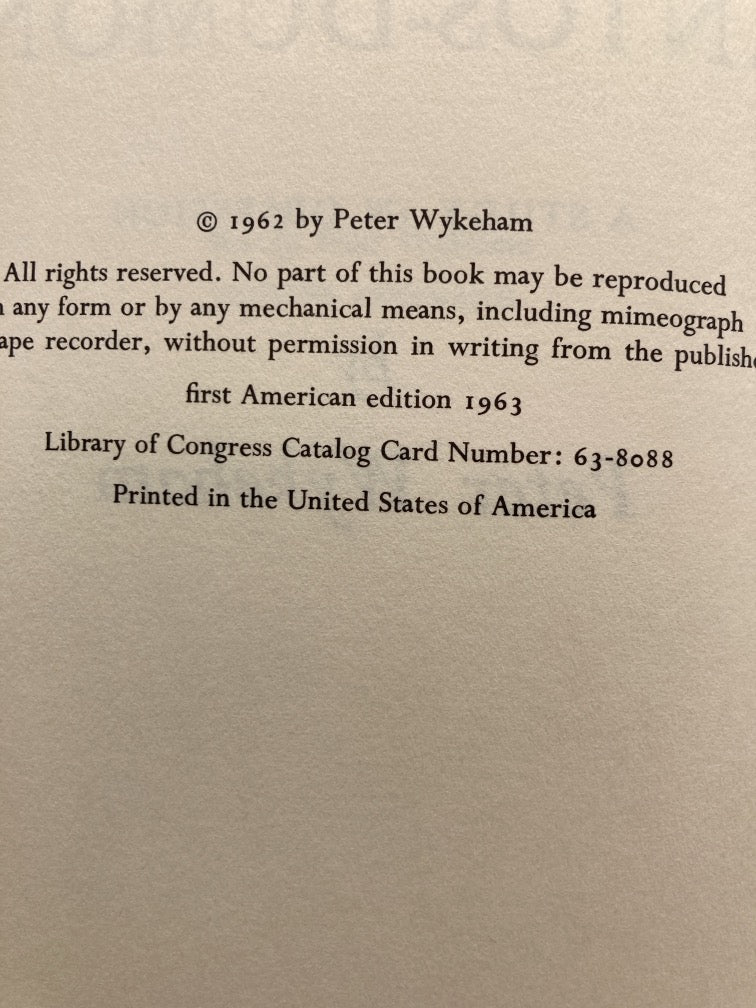 © 1962 by Peter Wykeham
All rights reserved. No part of this book may be reproduced
any form or by any mechanical means, including mimeograph
ape recorder, without permission in writing from the publishe
first American edition 1963
Library of Congress Catalog Card Number: 63-8088
Printed in the United States of America